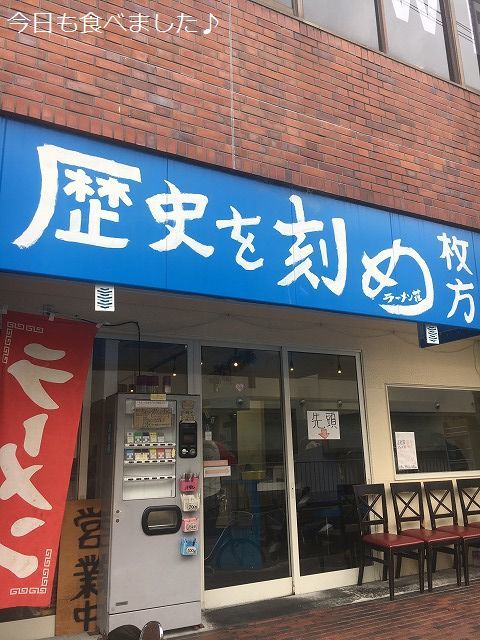 今日も食べました♪
歴史を刻め
ラーメン荘
枚方
ラーメン
営業中
先頭